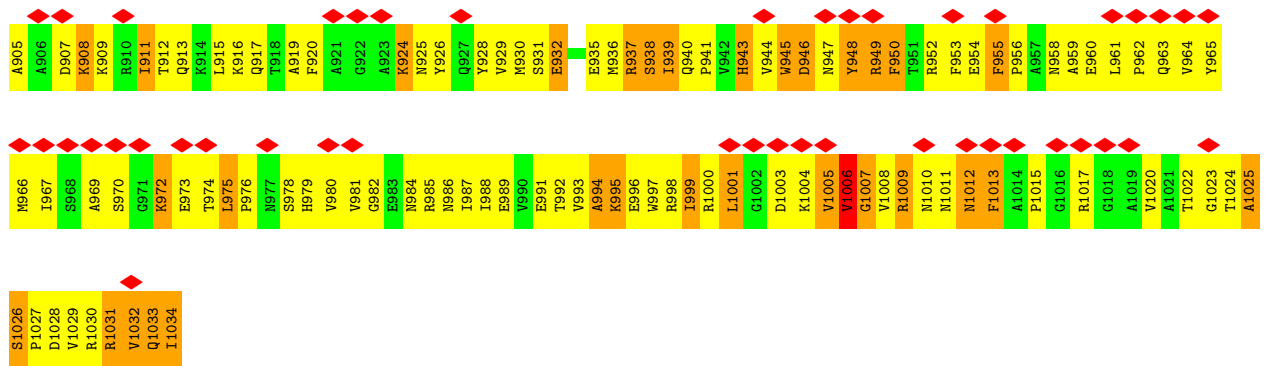 A905 A906 D907 K908 K909 R910 I911 T912 Q913 K914 L915 K916 Q917 T918 A919 F920 A921 G922 A923 K924 N925 Y926 Q927 Y928 V929 M930 S931 E932 E935 M936 R937 S938 I939 Q940 P941 V942 H943 V944 W945 D946 N947 Y948 R949 F950 T951 R952 F953 E954 F955 P956 A957 N958 A959 E960 L961 P962 Q963 V964 Y965
M966 I967 S968 A969 S970 G971 K972 E973 T974 L975 P976 N977 S978 H979 V980 V981 G982 E983 N984 R985 N986 I987 I988 E989 V990 E991 T992 V993 A994 K995 E996 W997 R998 I999 R1000 L1001 G1002 D1003 K1004 V1005 V1006 G1007 V1008 R1009 N1010 N1011 N1012 F1013 A1014 P1015 G1016 R1017 G1018 A1019 V1020 A1021 T1022 G1023 T1024 A1025
S1026 P1027 D1028 V1029 R1030 R1031 V1032 Q1033 I1034